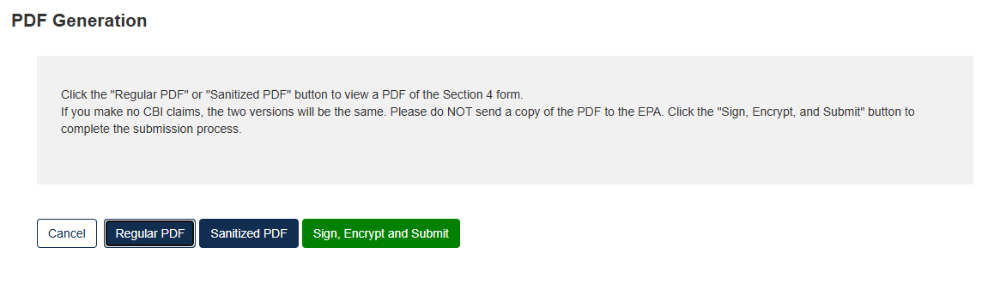 PDF Generation
Click the "Regular PDF" or "Sanitized PDF" button to view a PDF of the Section 4 form.
If you make no CBI claims, the two versions will be the same. Please do NOT send a copy of the PDF to the EPA. Click the "Sign, Encrypt, and Submit" button to
complete the submission process.
Cancel Regular PDF Sanitized PDF Sign, Encrypt and Submit